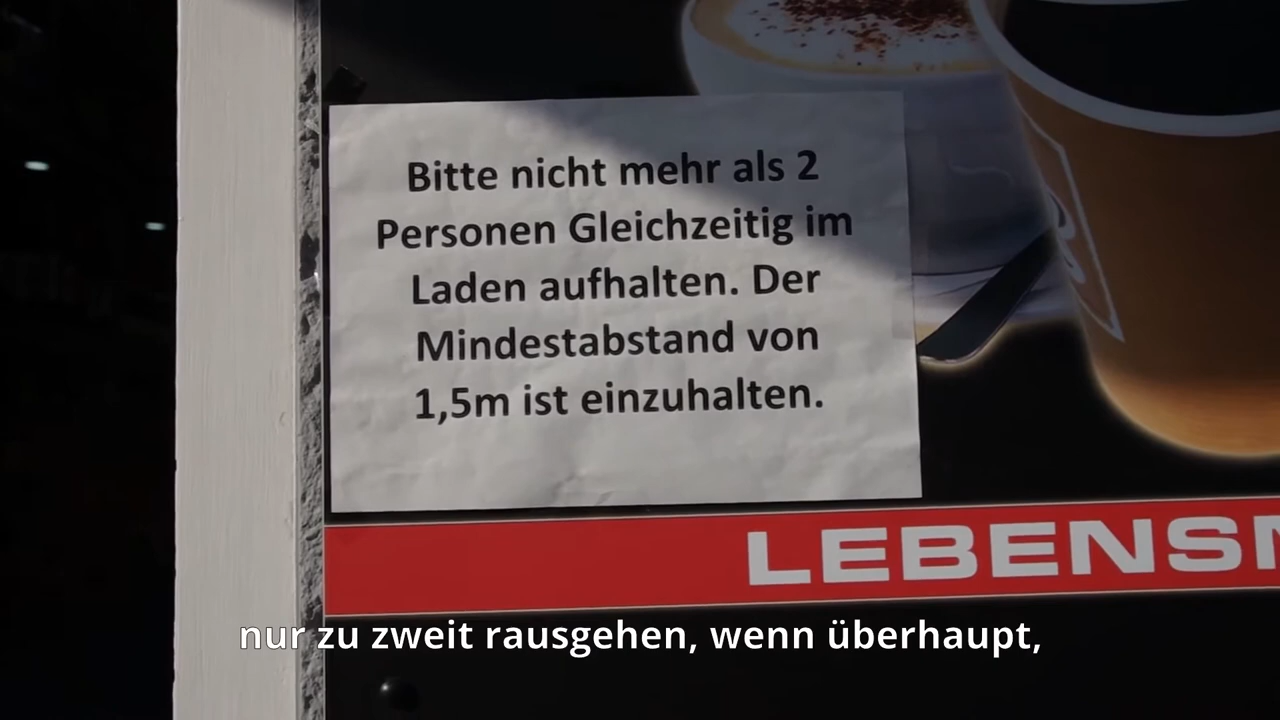 Bitte nicht mehr als 2
Personen Gleichzeitig im
Laden aufhalten. Der
Mindestabstand von
1,5m ist einzuhalten.
LEBENSM
nur zu zweit rausgehen, wenn überhaupt,